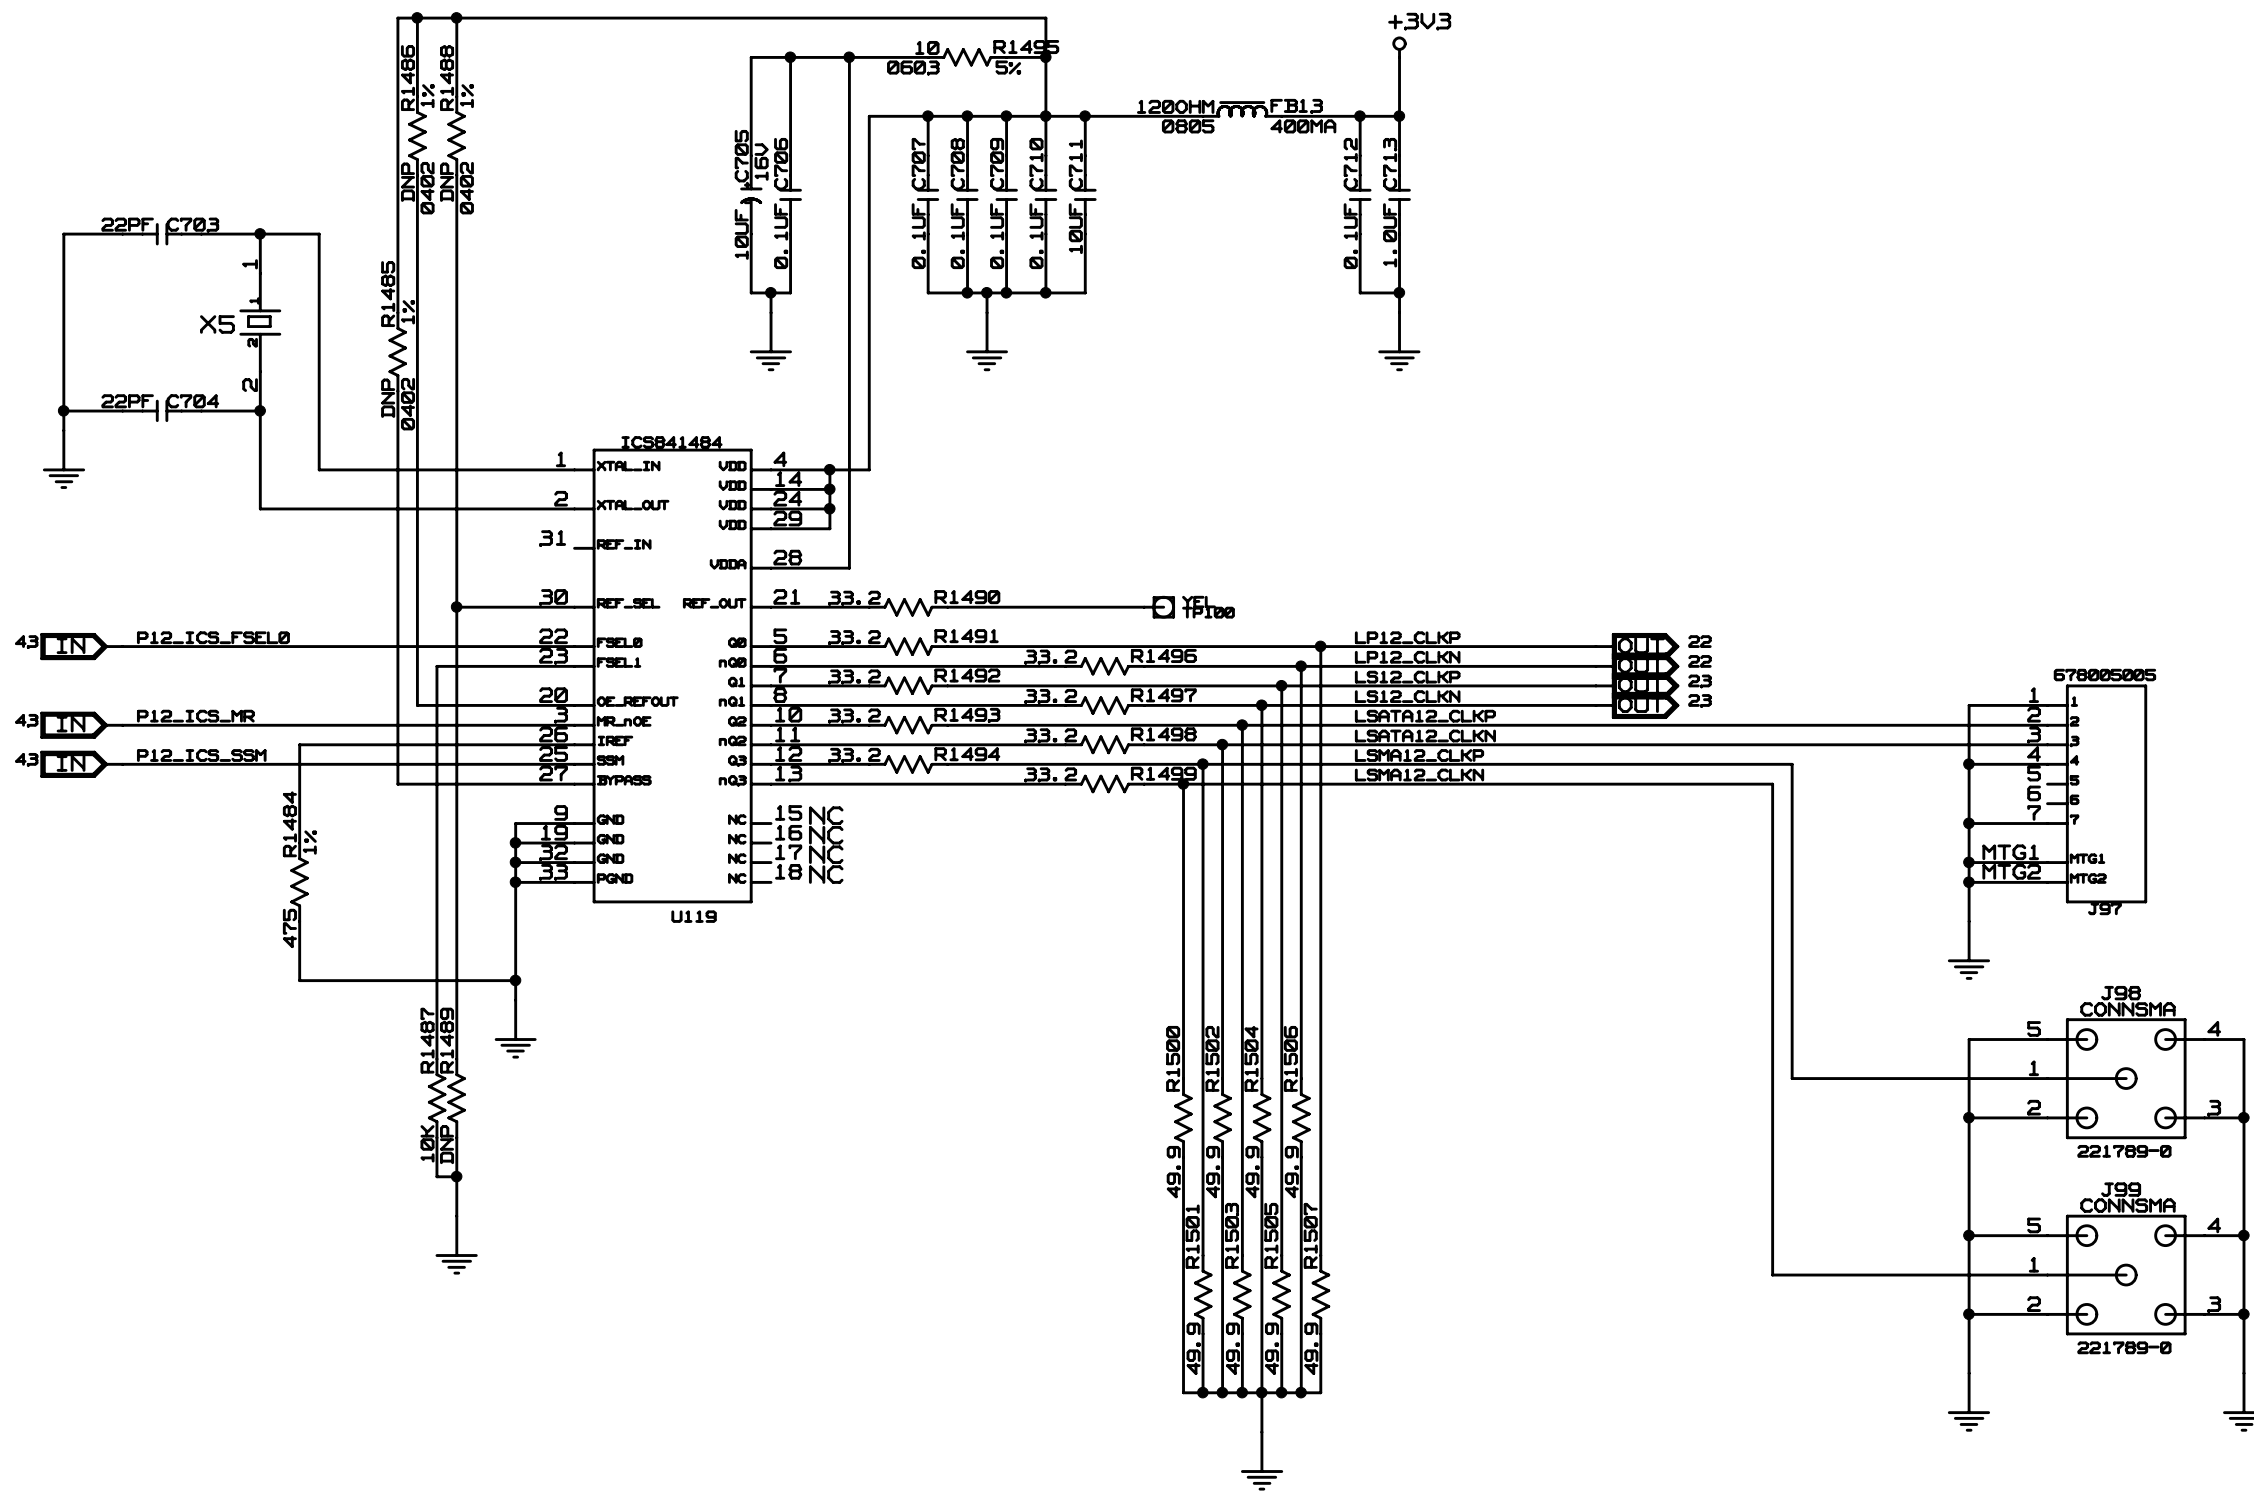 +3V3
R1486
1%
DNP
0402
R1488
1%
DNP
0402
10
0603
R1495
5%
120OHM
0805
FB13
400MA
C705
16V
10UF
C706
0.1UF
C707
0.1UF
C708
0.1UF
C709
0.1UF
C710
0.1UF
C711
10UF
C712
0.1UF
C713
1.0UF
22PF C703
1
1
X5
2
2
22PF C704
R1485
1%
DNP
0402
ICS841484
1 XTAL_IN
2 XTAL_OUT
31 REF_IN
30 REF_SEL
22 FSEL0
23 FSEL1
20 OE_REFOUT
3 MR_nOE
26 IREF
25 SSM
27 BYPASS
9 GND
19 GND
32 GND
33 PGND
VDD 4
VDD 14
VDD 24
VDD 29
VDDA 28
REF_OUT 21
Q0 5
nQ0 6
Q1 7
nQ1 8
Q2 10
nQ2 11
Q3 12
nQ3 13
NC 15 NC
NC 16 NC
NC 17 NC
NC 18 NC
U119
43 IN P12_ICS_FSEL0
43 IN P12_ICS_MR
43 IN P12_ICS_SSM
R1484
1%
475
R1487
10K
R1489
DNP
33.2 R1490
YEL
TP100
33.2 R1491
33.2 R1496
33.2 R1492
33.2 R1497
33.2 R1493
33.2 R1498
33.2 R1494
33.2 R1499
LP12_CLKP OUT 22
LP12_CLKN OUT 22
LS12_CLKP OUT 23
LS12_CLKN OUT 23
LSATA12_CLKP
LSATA12_CLKN
LSMA12_CLKP
LSMA12_CLKN
R1500
49.9
R1501
49.9
R1502
49.9
R1503
49.9
R1504
49.9
R1505
49.9
R1506
49.9
R1507
49.9
678005005
1 1
2 2
3 3
4 4
5 5
6 6
7 7
MTG1 MTG1
MTG2 MTG2
J97
J98
CONNSMA
5 4
1
2 3
221789-0
J99
CONNSMA
5 4
1
2 3
221789-0